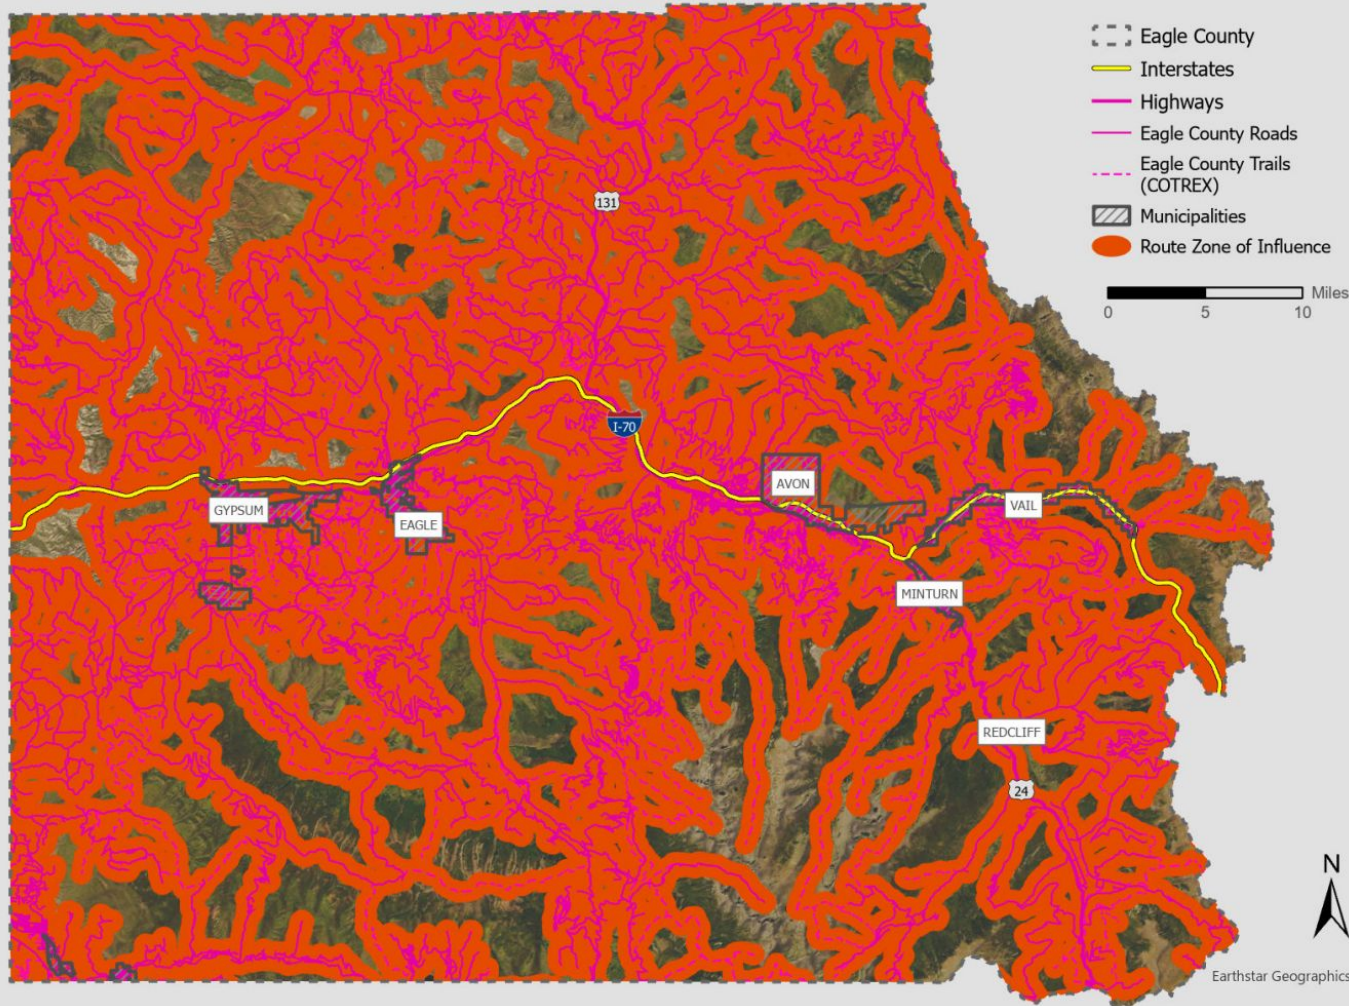 Eagle County
Interstates
Highways
Eagle County Roads
Eagle County Trails
(COTREX)
Municipalities
Route Zone of Influence
Miles
0 5 10
131
I-70
AVON
GYPSUM
EAGLE
VAIL
MINTURN
REDCLIFF
24
N
Earthstar Geographics